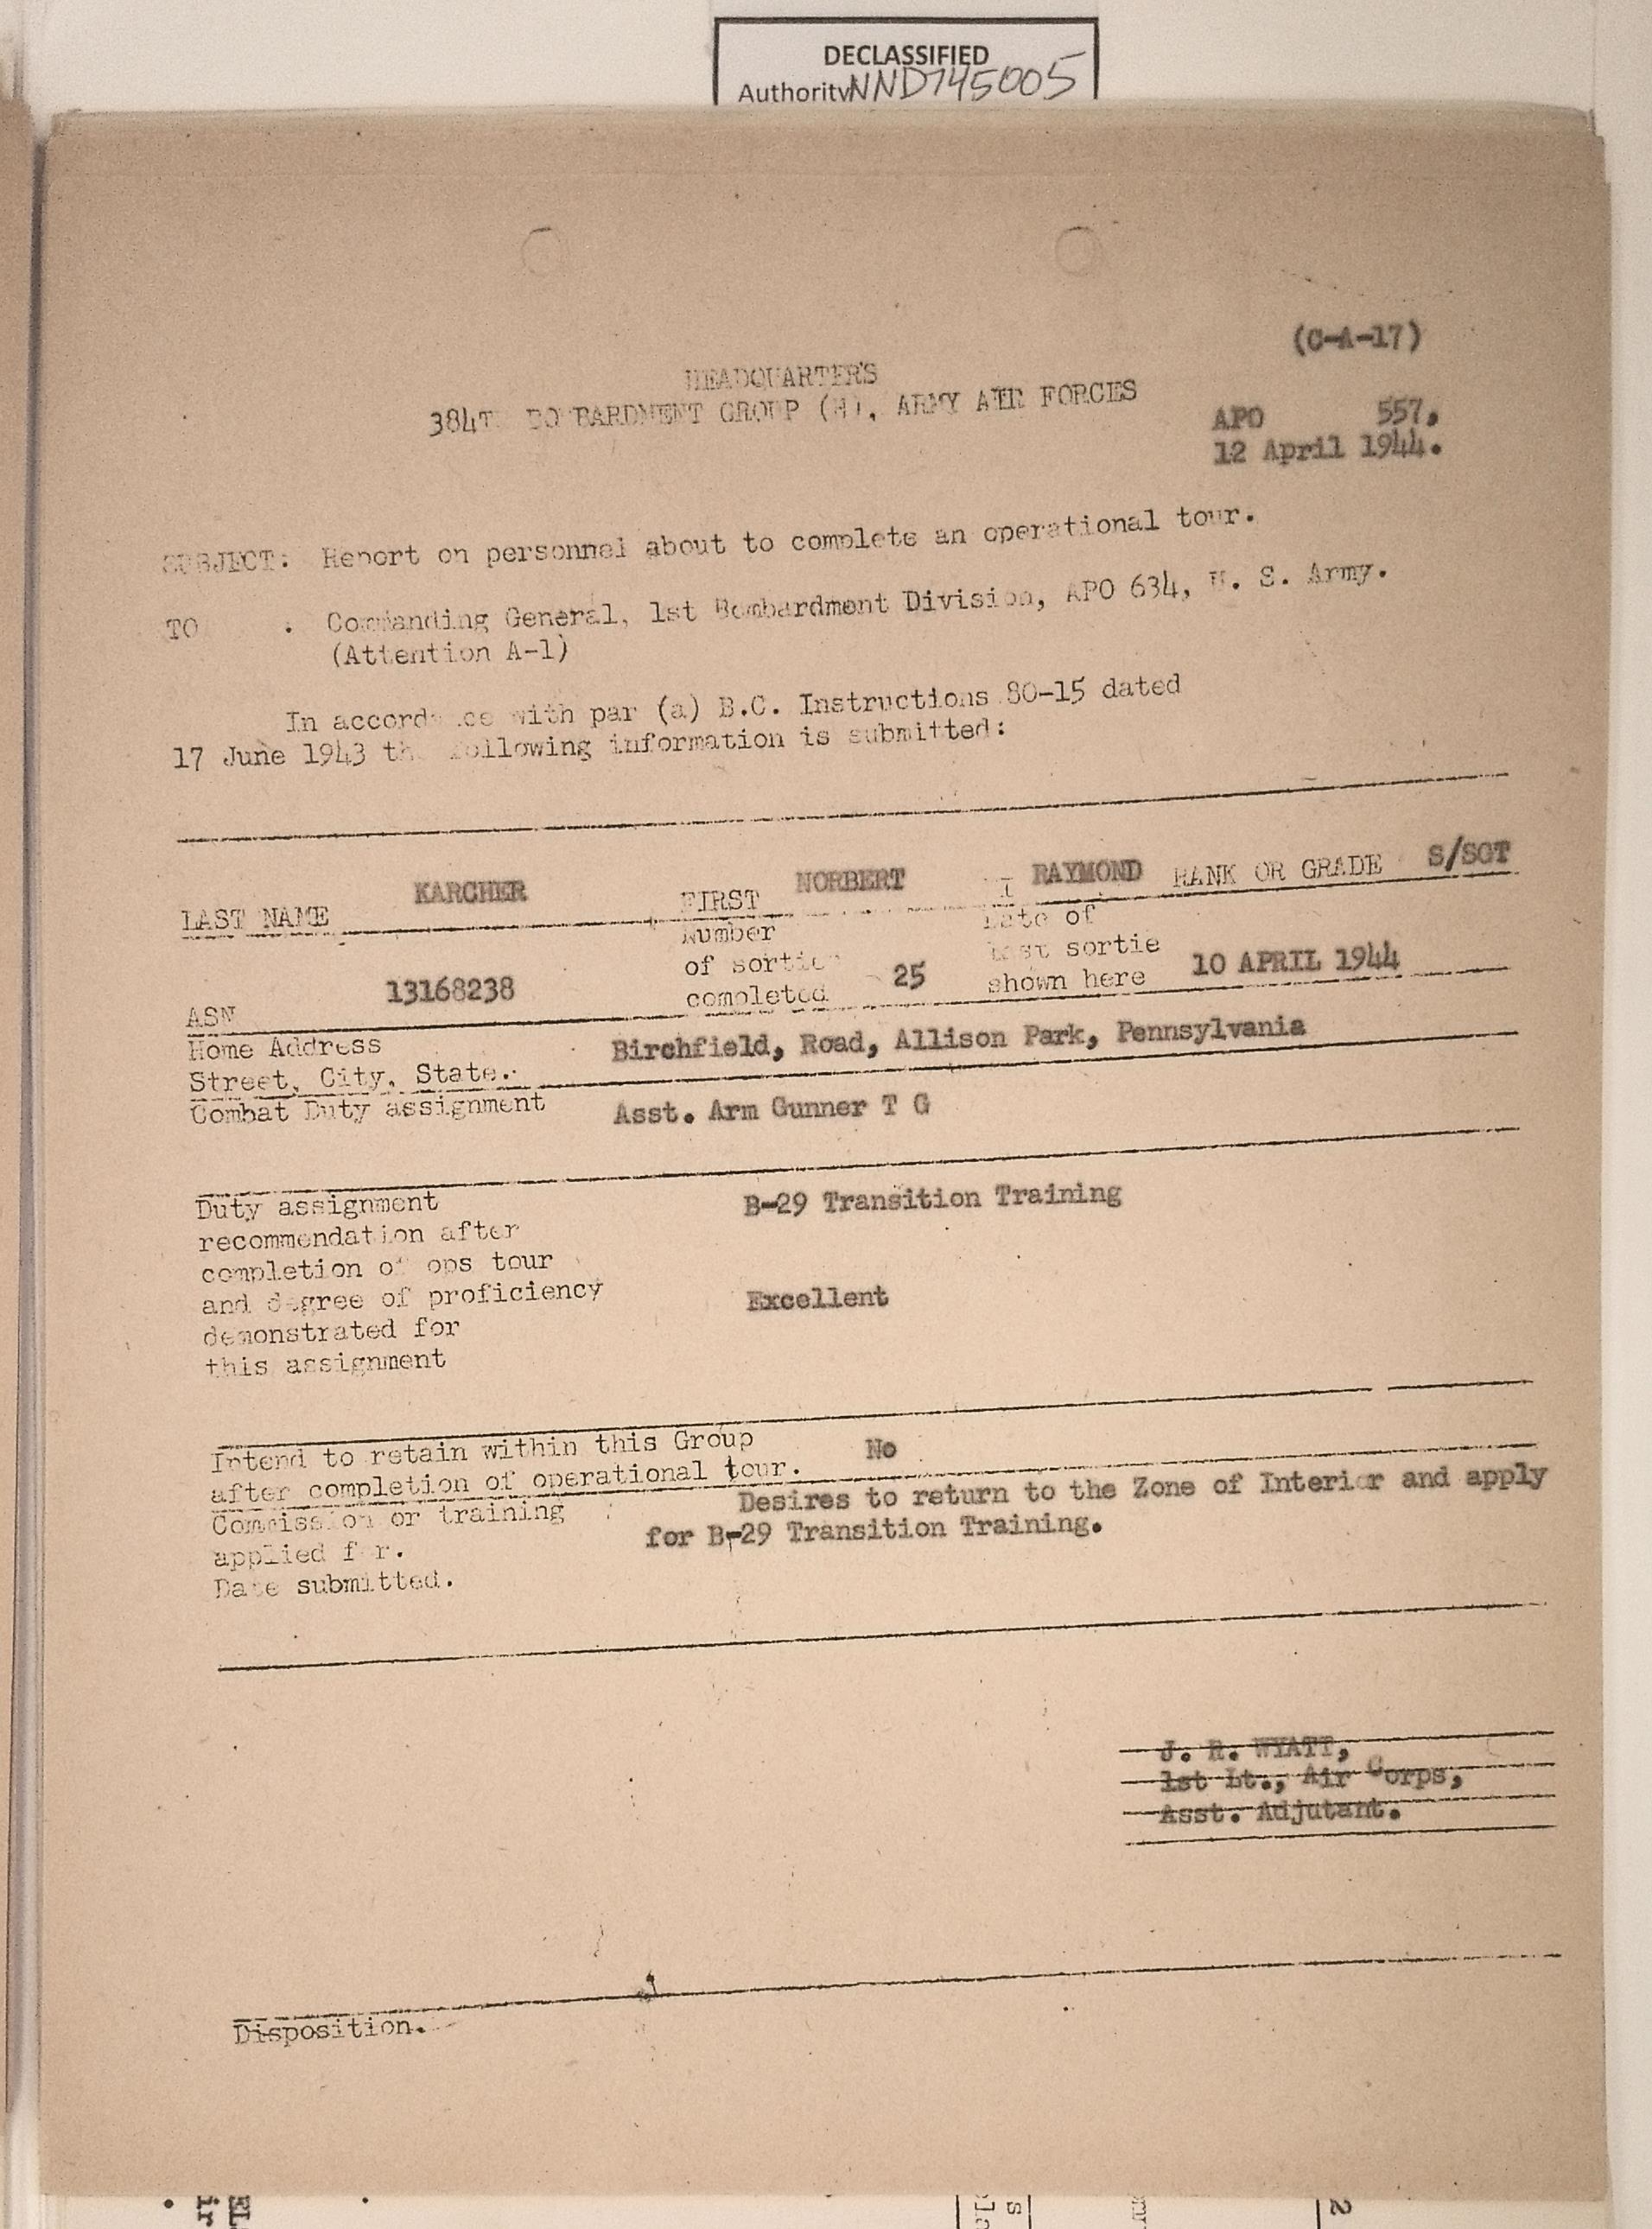 DECLASSIFIED
Authority NND745005
(C-A-17)
HEADQUARTERS
384TH BOMBARDMENT GROUP (H), ARMY AIR FORCES
APO 557,
12 April 1944.
SUBJECT: Report on personnel about to complete an operational tour.
TO : Commanding General, 1st Bombardment Division, APO 634, U. S. Army.
(Attention A-1)
In accordance with par (a) B.C. Instructions 80-15 dated
17 June 1943 the following information is submitted:
LAST NAME KARCHER FIRST NORBERT I RAYMOND RANK OR GRADE S/SGT
ASN 13168238
Number
of sorties
completed 25
Date of
last sortie
shown here 10 APRIL 1944
Home Address
Street, City, State. Birchfield, Road, Allison Park, Pennsylvania
Combat Duty assignment Asst. Arm Gunner T G
Duty assignment B-29 Transition Training
recommendation after
completion of ops tour
and degree of proficiency Excellent
demonstrated for
this assignment
Intend to retain within this Group No
after completion of operational tour.
Commission or training Desires to return to the Zone of Interior and apply
applied for. for B-29 Transition Training.
Date submitted.
J. R. WYATT,
1st Lt., Air Corps,
Asst. Adjutant.
Disposition.